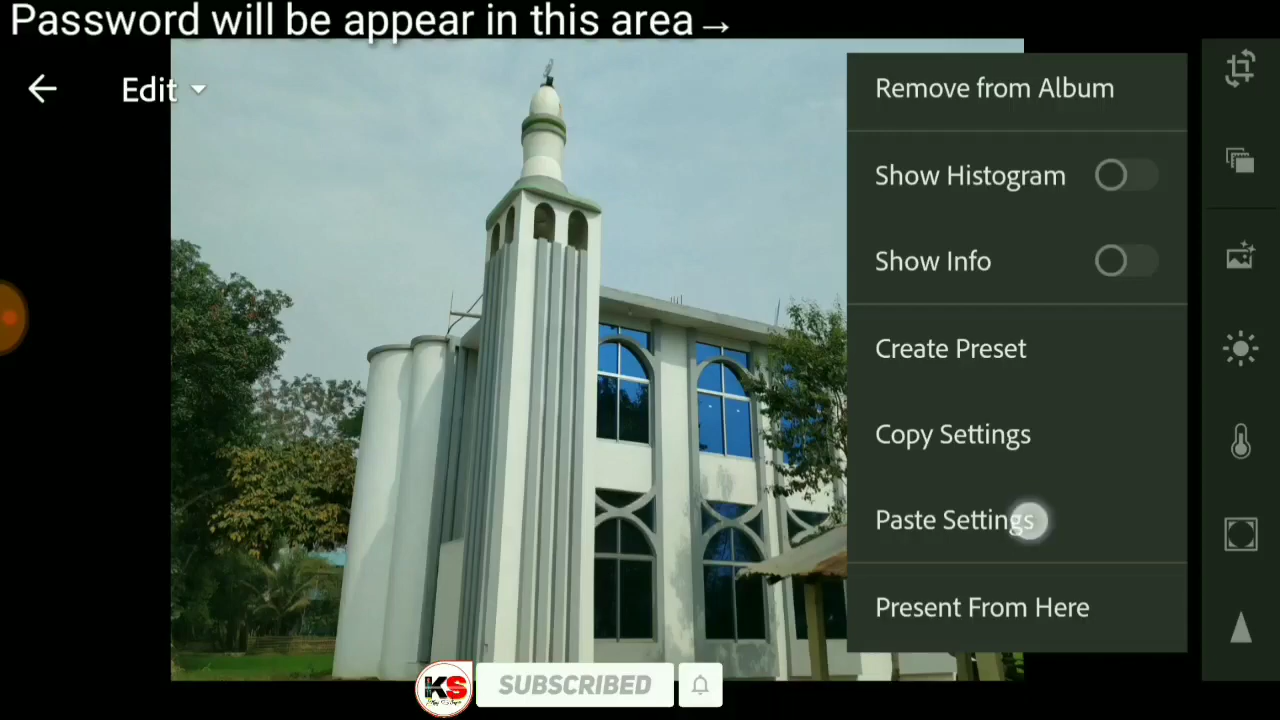 Password will be appear in this area→
Edit
Remove from Album
Show Histogram
Show Info
Create Preset
Copy Settings
Paste Settings
Present From Here
KS
SUBSCRIBED